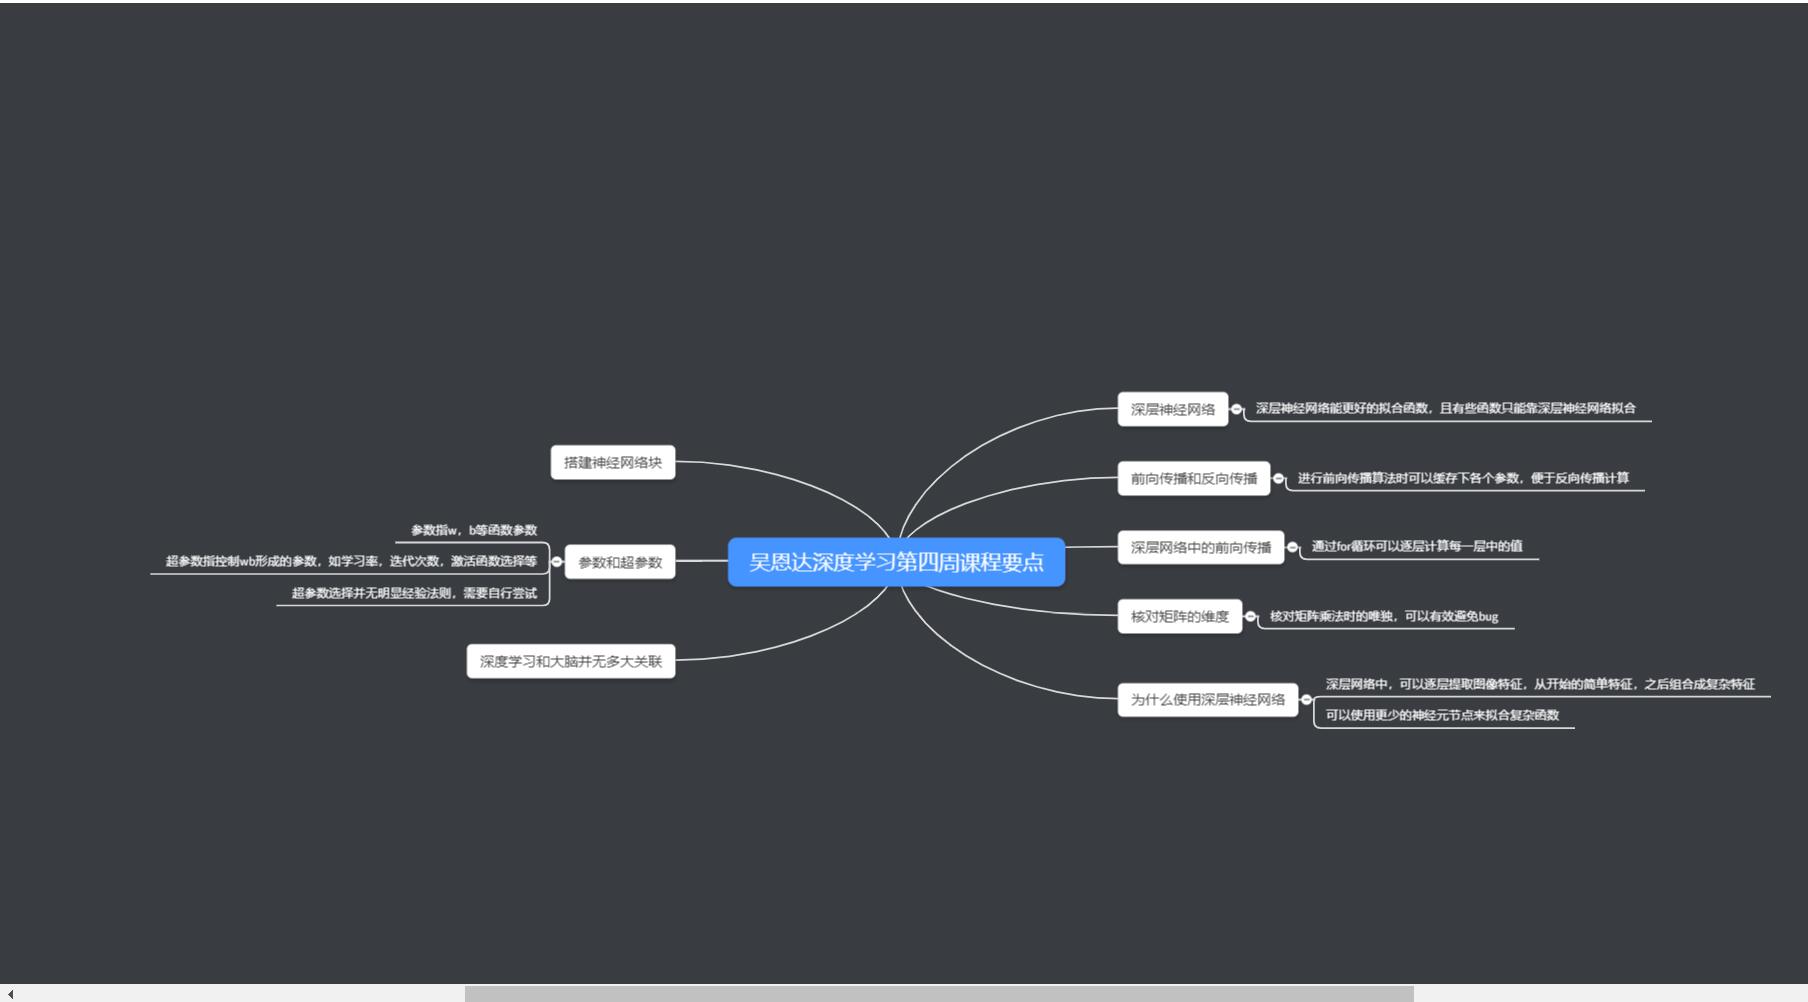 吴恩达深度学习第四周课程要点
深层神经网络
深层神经网络能更好的拟合函数，且有些函数只能靠深层神经网络拟合
前向传播和反向传播
进行前向传播算法时可以缓存下各个参数，便于反向传播计算
深层网络中的前向传播
通过for循环可以逐层计算每一层中的值
核对矩阵的维度
核对矩阵乘法时的唯独，可以有效避免bug
为什么使用深层神经网络
深层网络中，可以逐层提取图像特征，从开始的简单特征，之后组合成复杂特征
可以使用更少的神经元节点来拟合复杂函数
搭建神经网络块
参数和超参数
参数指w，b等函数参数
超参数指控制wb形成的参数，如学习率，迭代次数，激活函数选择等
超参数选择并无明显经验法则，需要自行尝试
深度学习和大脑并无多大关联